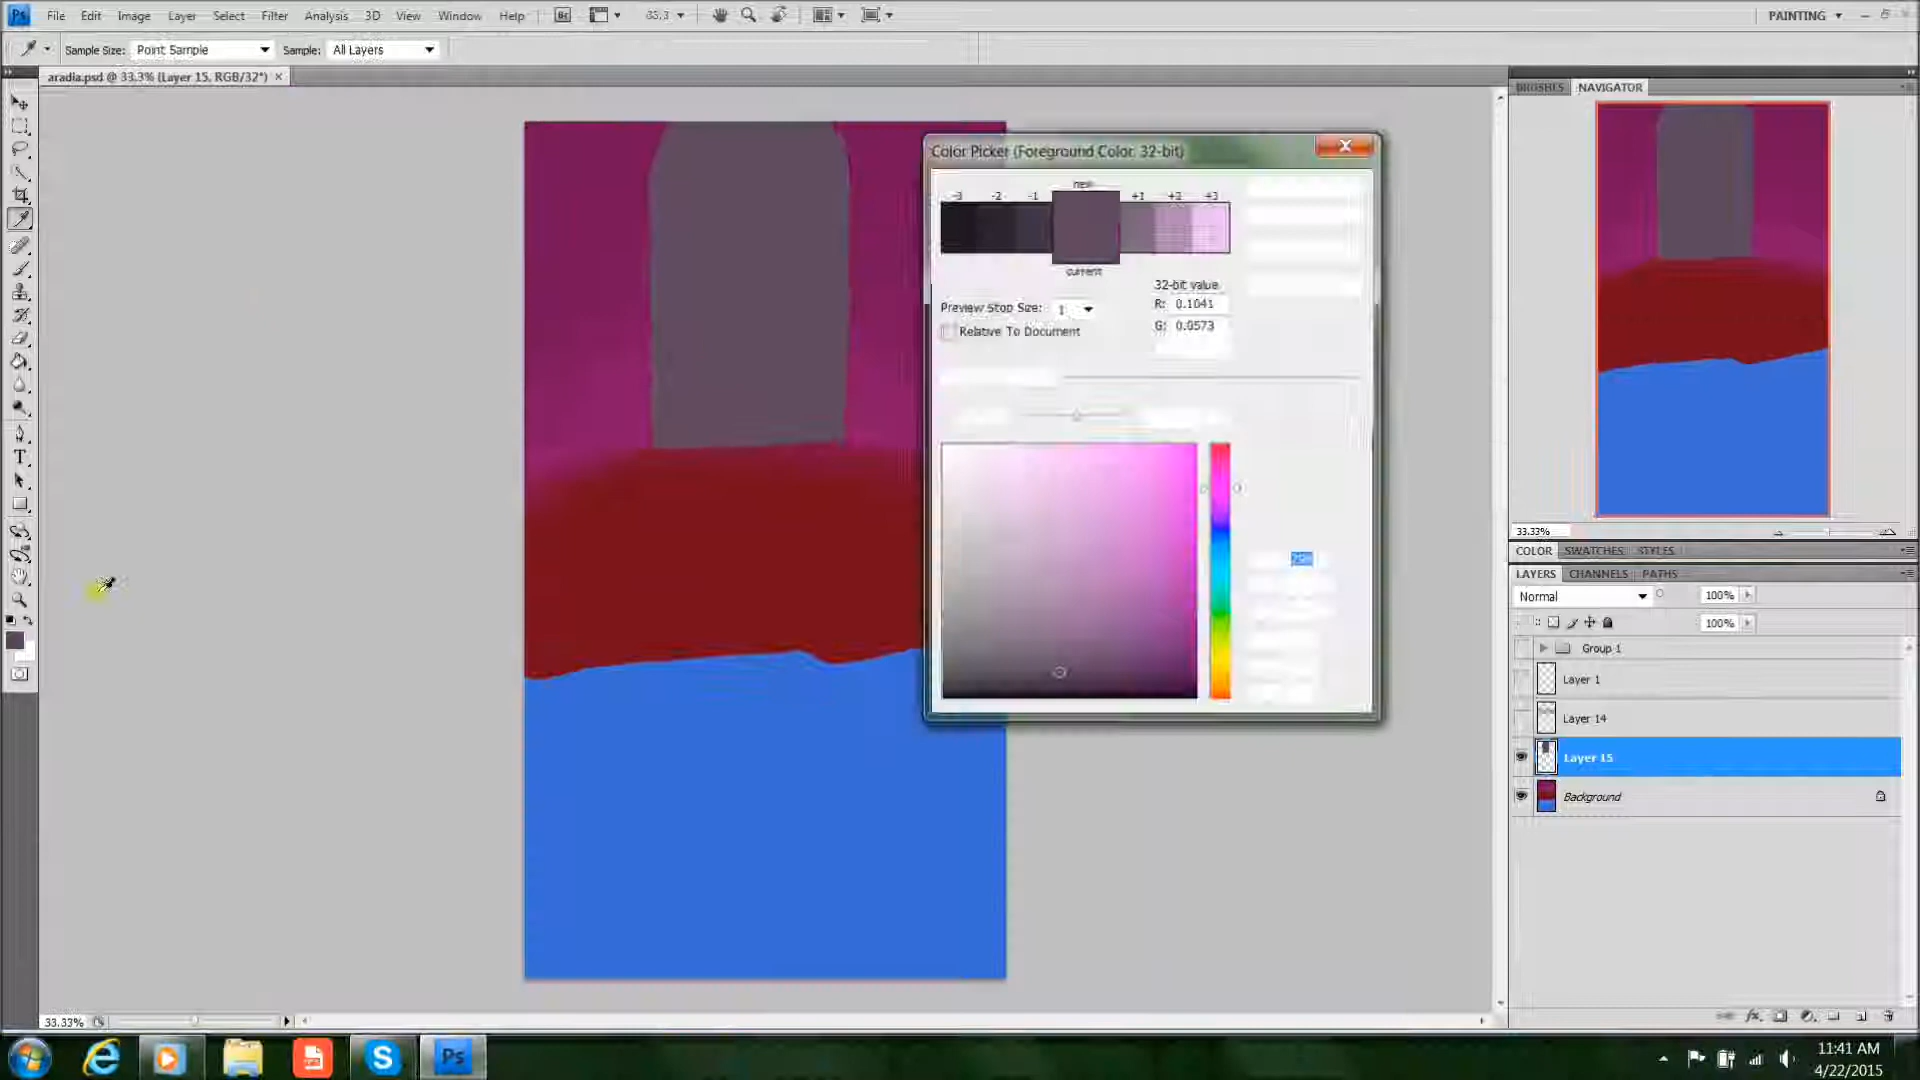 Ps File Edit Image Layer Select Filter Analysis 3D View Window Help Br 33.3 PAINTING
Sample Size: Point Sample Sample: All Layers
aradia.psd @ 33.3% (Layer 15, RGB/32*) ×
BRUSHES NAVIGATOR
Color Picker (Foreground Color, 32-bit)
new
-3 -2 -1 +1 +2 +3
current
32-bit value
Preview Stop Size: 1
R: 0.1041
G: 0.0573
Relative To Document
33.33%
COLOR SWATCHES STYLES
LAYERS CHANNELS PATHS
Normal 100%
100%
Group 1
Layer 1
Layer 14
Layer 15
Background
T
fx
33.33%
S Ps
11:41 AM
4/22/2015